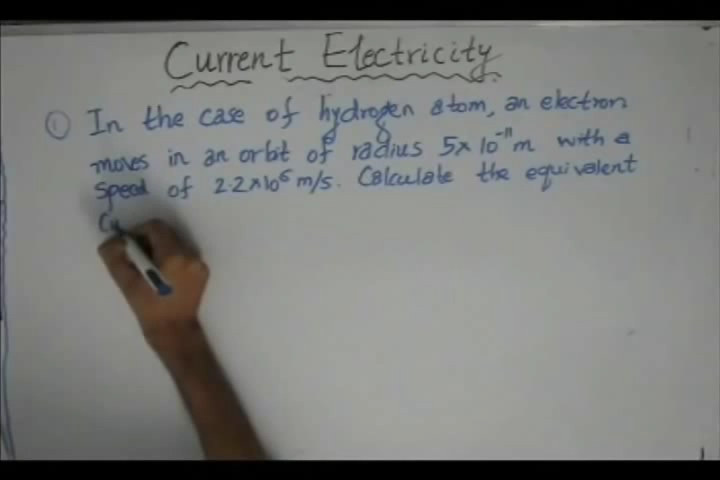 Current Electricity
① In the case of hydrogen atom, an electron
moves in an orbit of radius 5×10⁻¹¹m with a
speed of 2.2×10⁶ m/s. Calculate the equivalent
Cu